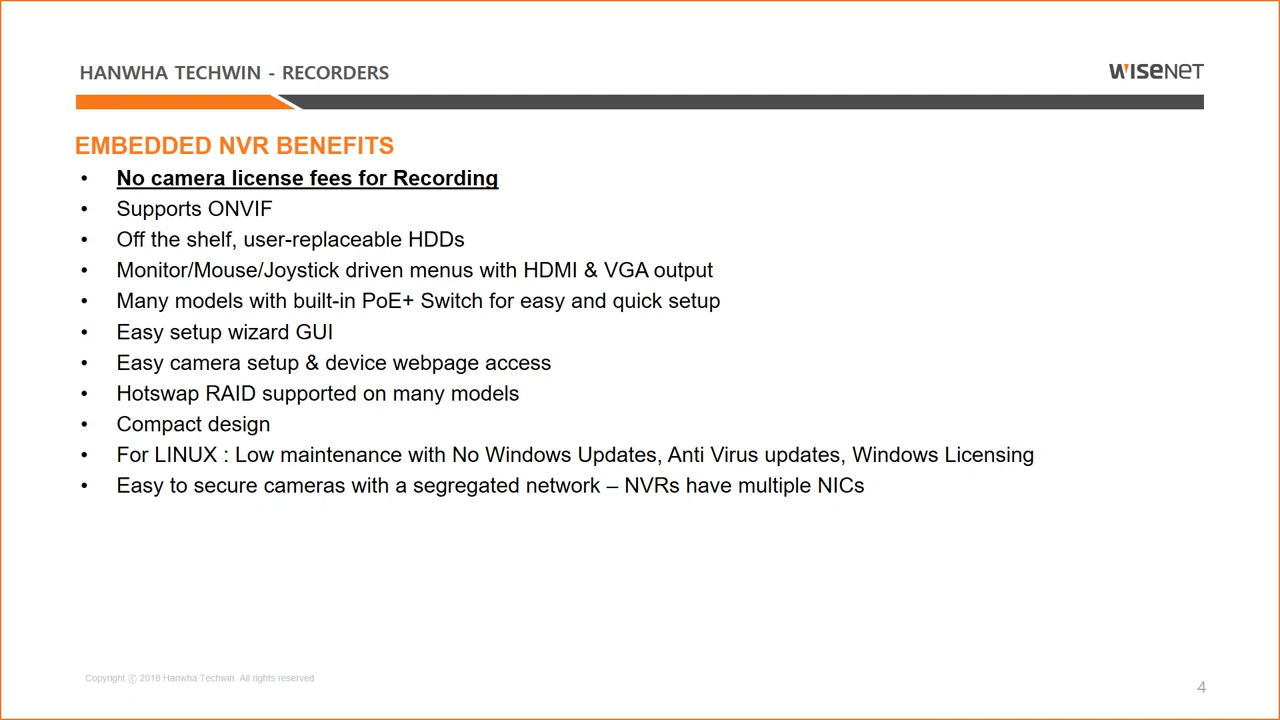 HANWHA TECHWIN - RECORDERS
WISENET
EMBEDDED NVR BENEFITS
• No camera license fees for Recording
• Supports ONVIF
• Off the shelf, user-replaceable HDDs
• Monitor/Mouse/Joystick driven menus with HDMI & VGA output
• Many models with built-in PoE+ Switch for easy and quick setup
• Easy setup wizard GUI
• Easy camera setup & device webpage access
• Hotswap RAID supported on many models
• Compact design
• For LINUX : Low maintenance with No Windows Updates, Anti Virus updates, Windows Licensing
• Easy to secure cameras with a segregated network – NVRs have multiple NICs
Copyright ⓒ 2018 Hanwha Techwin. All rights reserved
4